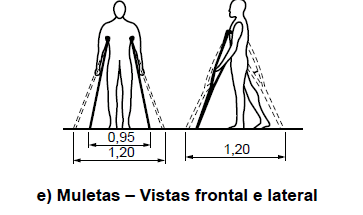 0,95
1,20
1,20
e) Muletas – Vistas frontal e lateral